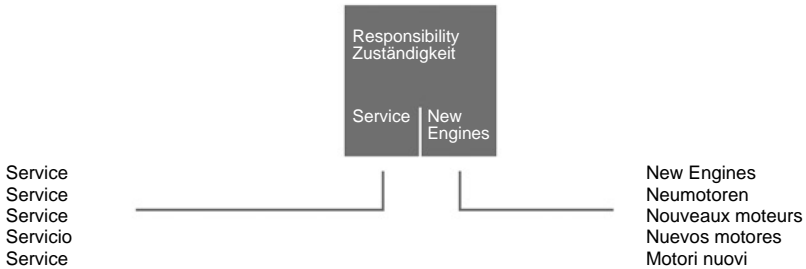 Responsibility
Zuständigkeit
Service
New
Engines
Service
Service
Service
Servicio
Service
New Engines
Neumotoren
Nouveaux moteurs
Nuevos motores
Motori nuovi